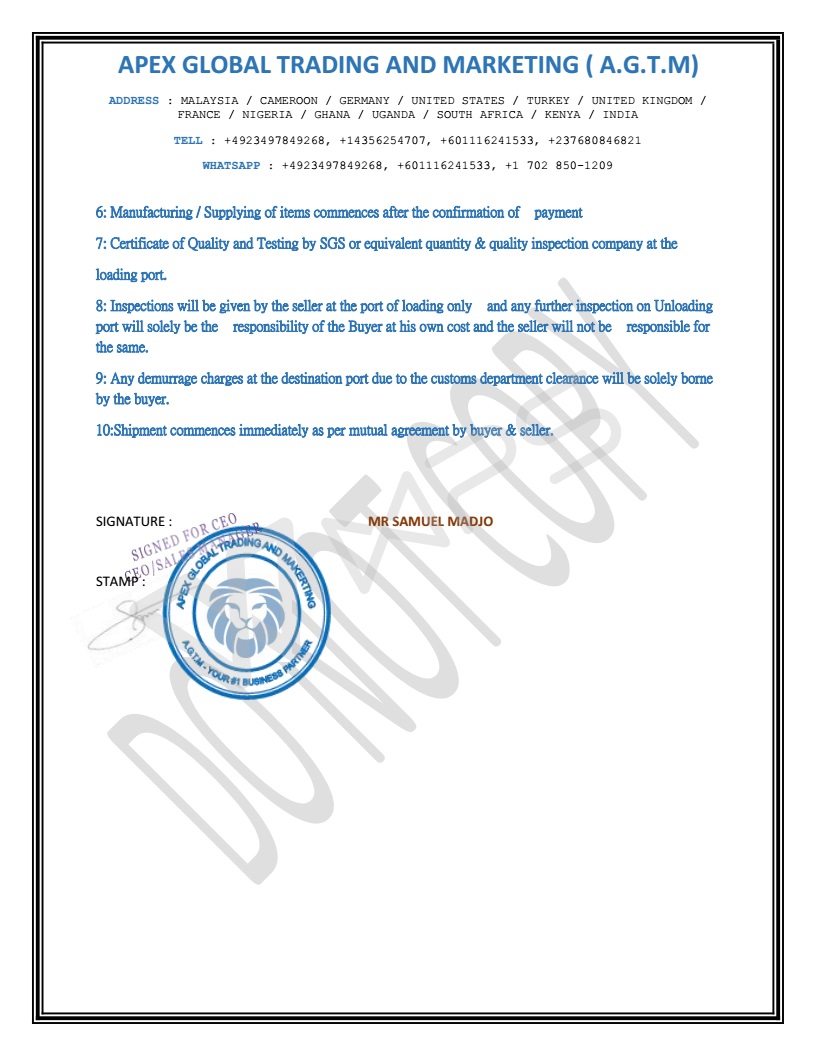 APEX GLOBAL TRADING AND MARKETING ( A.G.T.M)
ADDRESS : MALAYSIA / CAMEROON / GERMANY / UNITED STATES / TURKEY / UNITED KINGDOM /
FRANCE / NIGERIA / GHANA / UGANDA / SOUTH AFRICA / KENYA / INDIA
TELL : +4923497849268, +14356254707, +601116241533, +237680846821
WHATSAPP : +4923497849268, +601116241533, +1 702 850-1209
6: Manufacturing / Supplying of items commences after the confirmation of payment
7: Certificate of Quality and Testing by SGS or equivalent quantity & quality inspection company at the
loading port.
8: Inspections will be given by the seller at the port of loading only and any further inspection on Unloading
port will solely be the responsibility of the Buyer at his own cost and the seller will not be responsible for
the same.
9: Any demurrage charges at the destination port due to the customs department clearance will be solely borne
by the buyer.
10:Shipment commences immediately as per mutual agreement by buyer & seller.
SIGNATURE : MR SAMUEL MADJO
SIGNED FOR CEO
CEO/SALES MANAGER
STAMP :
APEX GLOBAL TRADING AND MAKERTING
A.G.T.M - YOUR #1 BUSINESS PARTNER
DO NOT COPY